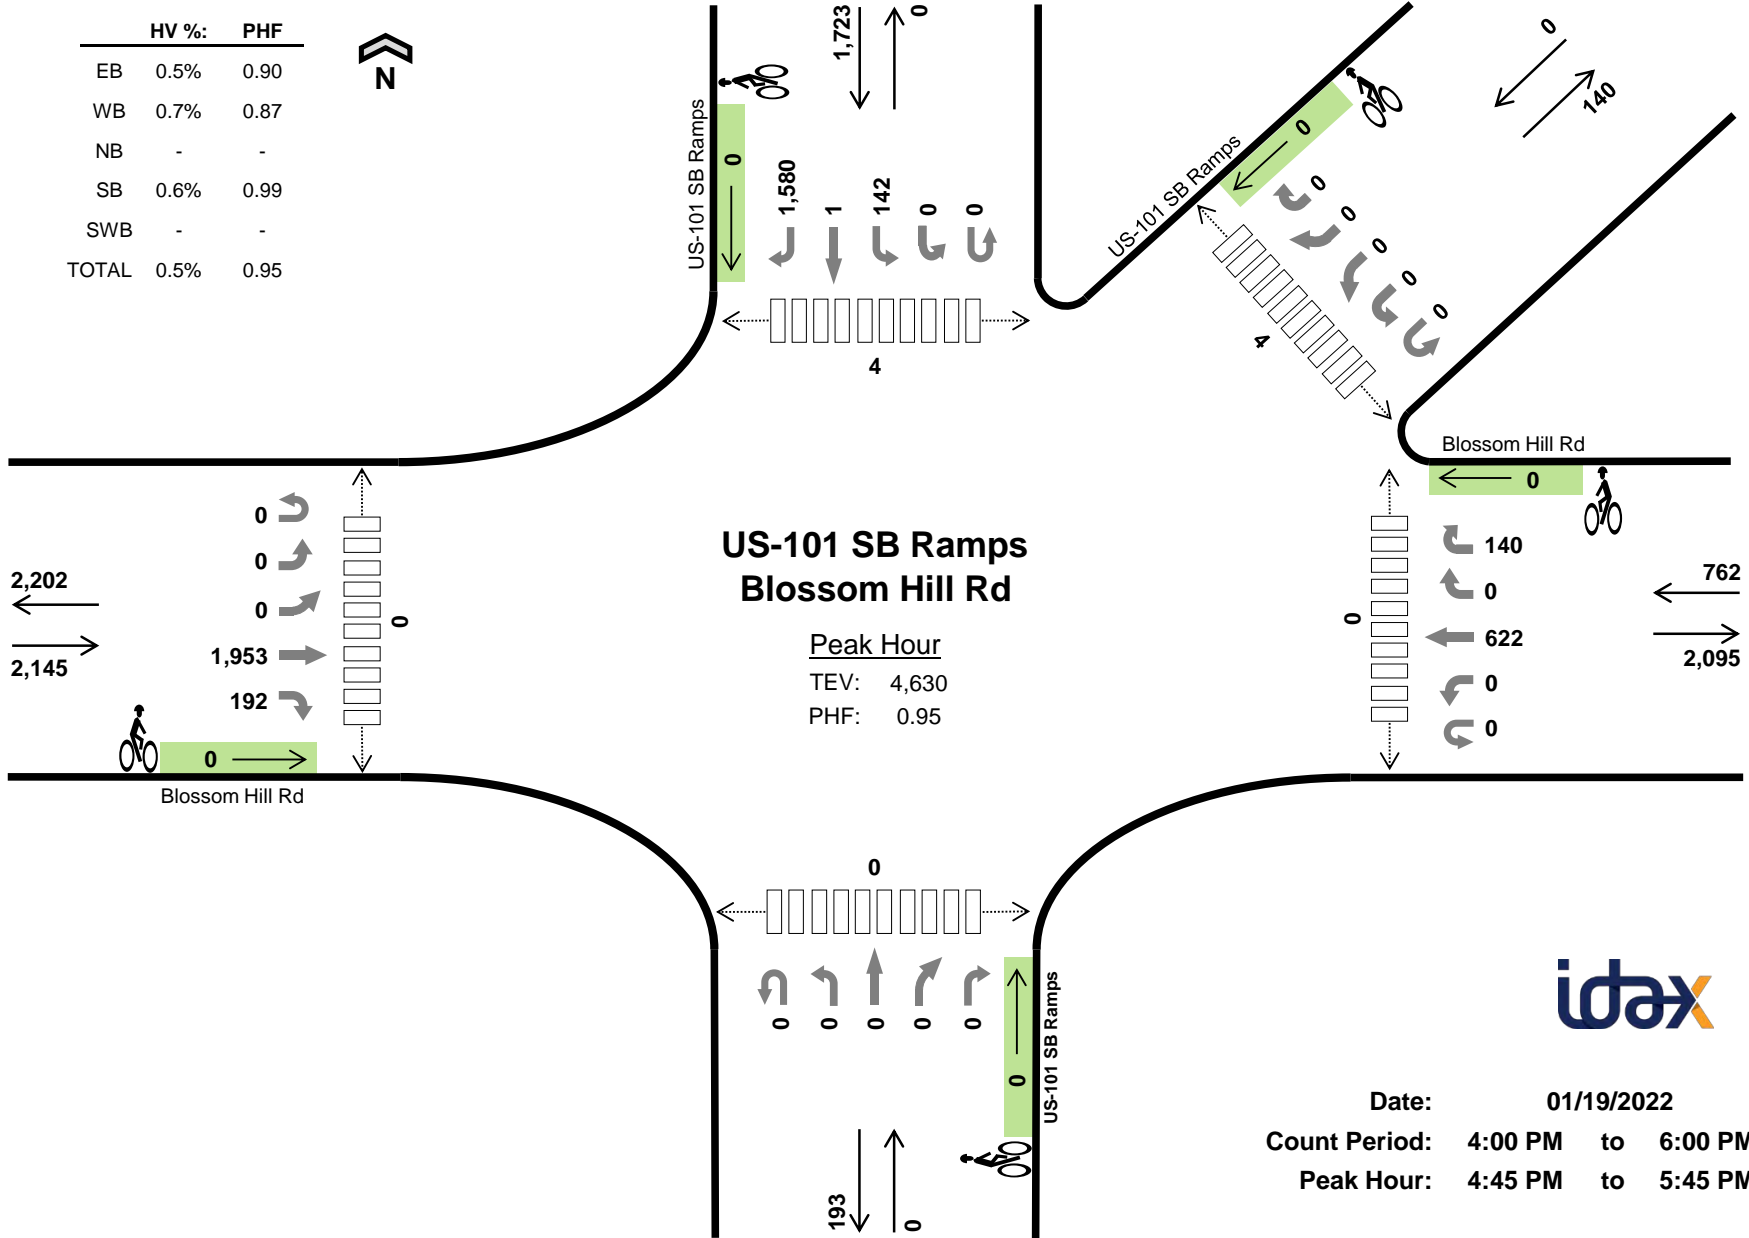 HV %: PHF
EB 0.5% 0.90
WB 0.7% 0.87
NB - -
SB 0.6% 0.99
SWB - -
TOTAL 0.5% 0.95
N
1,723
0
US-101 SB Ramps
0
1,580
1
142
0
0
4
0
140
US-101 SB Ramps
0
0
0
0
0
0
4
Blossom Hill Rd
0
140
0
622
0
0
0
762
2,095
2,202
2,145
0
0
0
1,953
192
0
0
Blossom Hill Rd
US-101 SB Ramps
Blossom Hill Rd
Peak Hour
TEV: 4,630
PHF: 0.95
0
0
0
0
0
0
0
US-101 SB Ramps
193
0
idax
Date: 01/19/2022
Count Period: 4:00 PM to 6:00 PM
Peak Hour: 4:45 PM to 5:45 PM